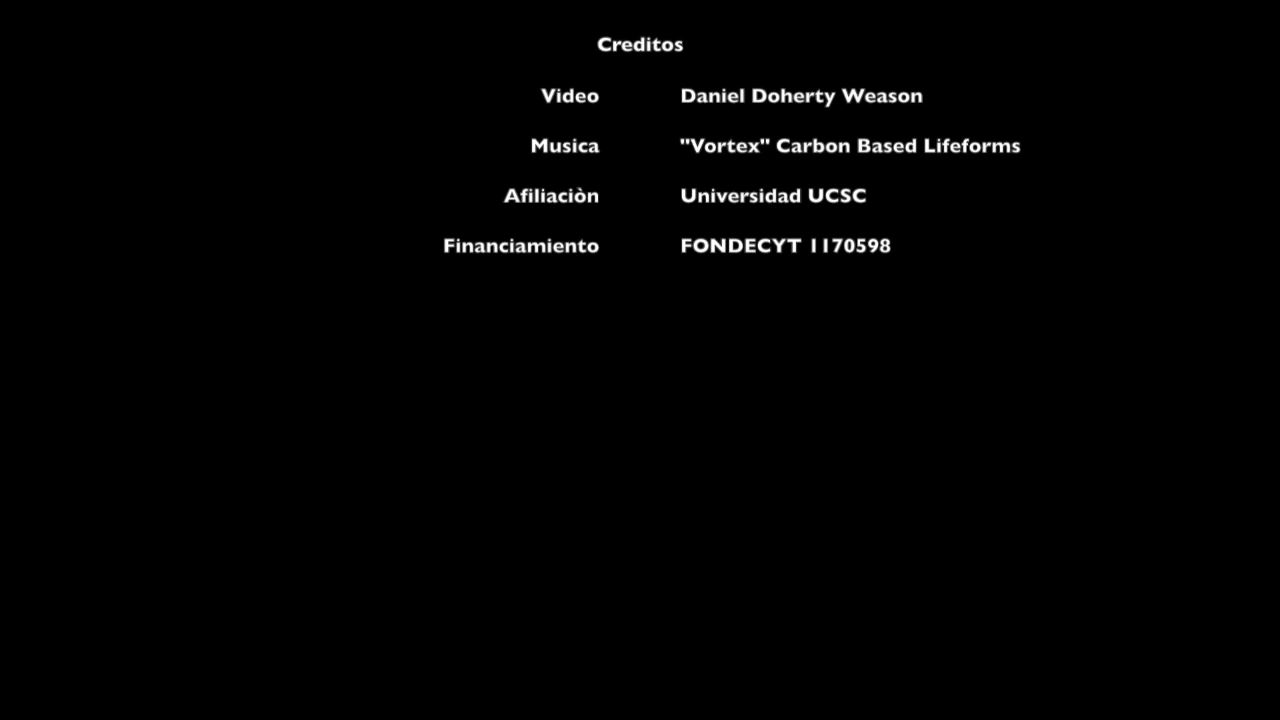 Creditos
Video Daniel Doherty Weason
Musica "Vortex" Carbon Based Lifeforms
Afiliaciòn Universidad UCSC
Financiamiento FONDECYT 1170598